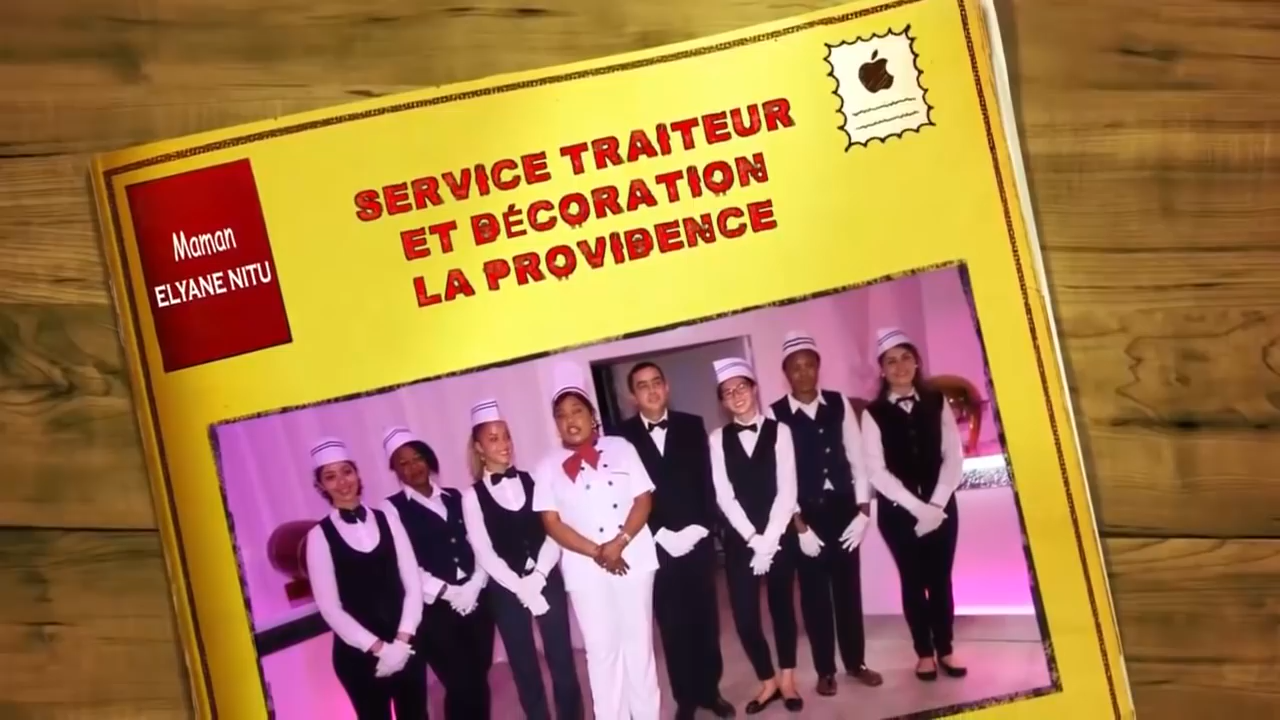 Maman
ELYANE NITU
SERVICE TRAITEUR
ET DÉCORATION
LA PROVIDENCE